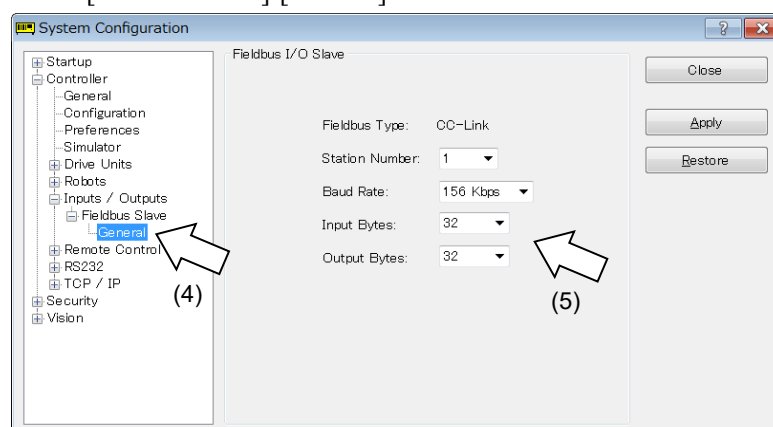 System Configuration
Startup
Controller
General
Configuration
Preferences
Simulator
Drive Units
Robots
Inputs / Outputs
Fieldbus Slave
General
Remote Control
RS232
TCP / IP
Security
Vision
(4)
Fieldbus I/O Slave
Fieldbus Type: CC-Link
Station Number: 1
Baud Rate: 156 Kbps
Input Bytes: 32
Output Bytes: 32
(5)
?
X
Close
Apply
Restore